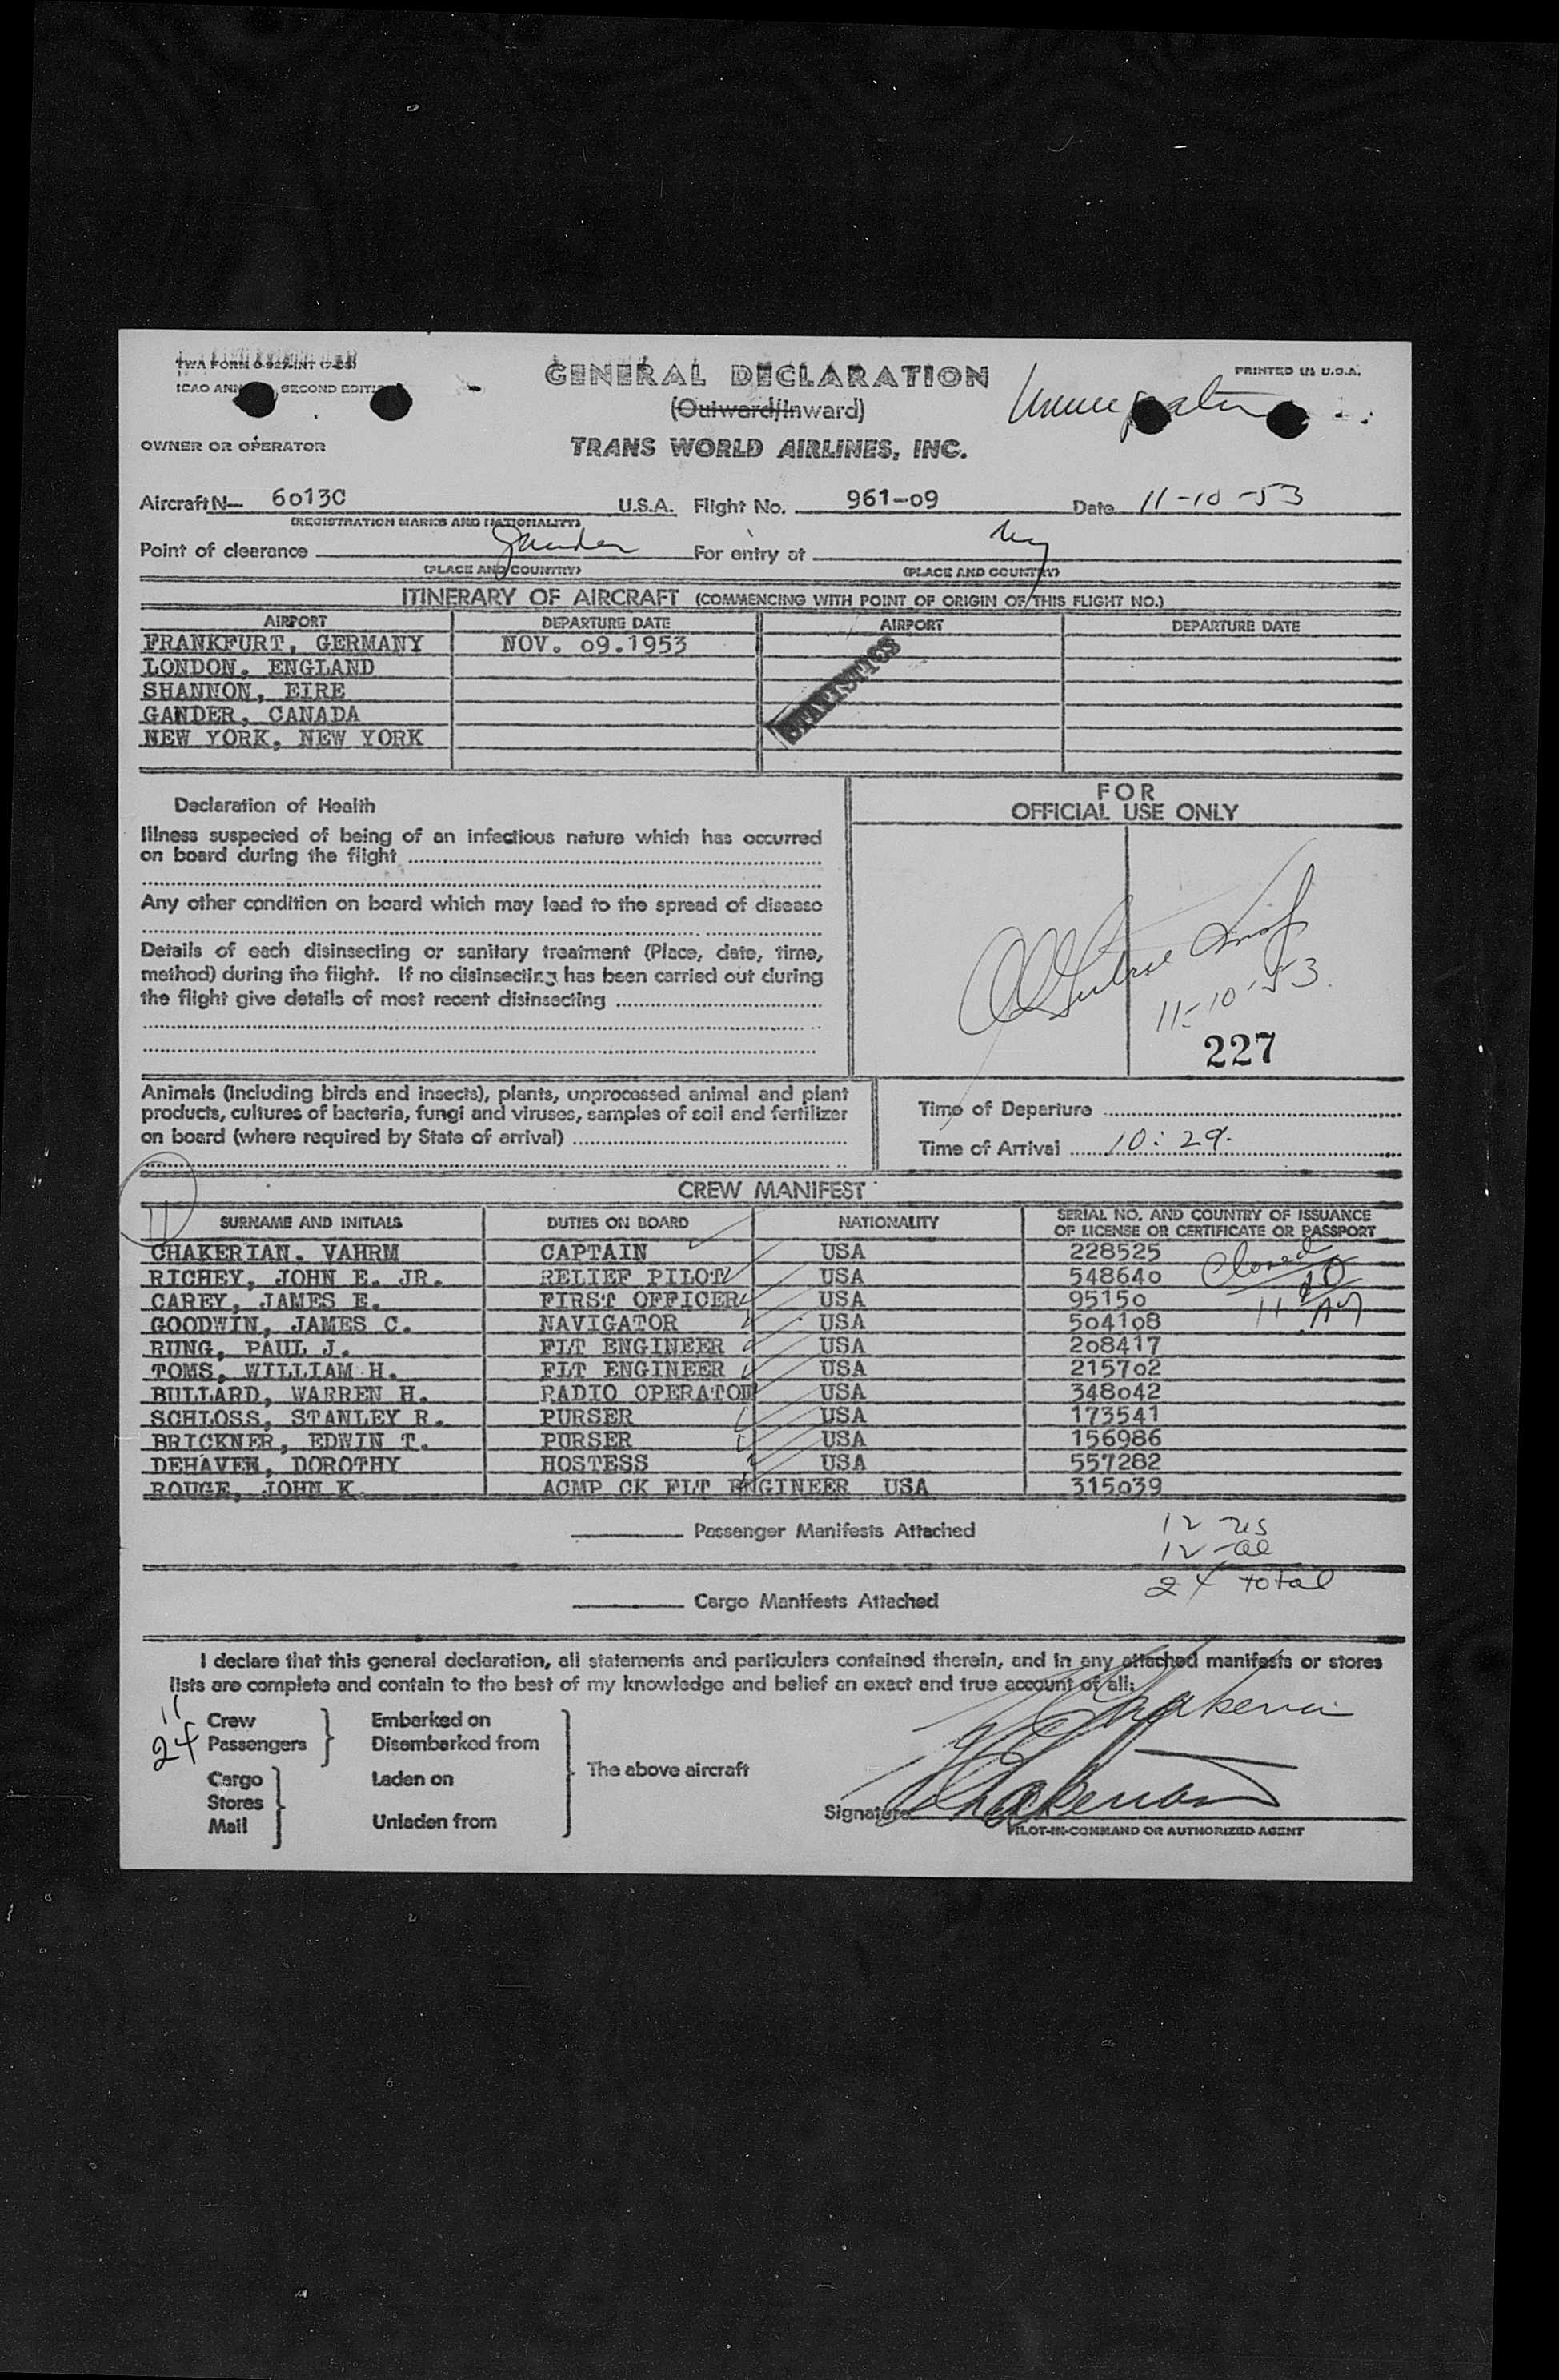 TWA FORM
ICAO ANN SECOND EDITI
GENERAL DECLARATION
PRINTED IN U.S.A.
(Outward/Inward)
OWNER OR OPERATOR
TRANS WORLD AIRLINES, INC.
Aircraft N— 6013C U.S.A. Flight No. 961-09 Date 11-10-53
(REGISTRATION MARKS AND NATIONALITY)
Point of clearance Gander For entry at NY
(PLACE AND COUNTRY) (PLACE AND COUNTRY)
ITINERARY OF AIRCRAFT (COMMENCING WITH POINT OF ORIGIN OF THIS FLIGHT NO.)
AIRPORT DEPARTURE DATE AIRPORT DEPARTURE DATE
FRANKFURT, GERMANY NOV. 09.1953
LONDON. ENGLAND
SHANNON, EIRE
GANDER, CANADA
NEW YORK, NEW YORK
STATISTICS
Declaration of Health
Illness suspected of being of an infectious nature which has occurred
on board during the flight
Any other condition on board which may lead to the spread of disease
Details of each disinsecting or sanitary treatment (Place, date, time,
method) during the flight. If no disinsecting has been carried out during
the flight give details of most recent disinsecting
FOR
OFFICIAL USE ONLY
11-10-53
227
Animals (including birds and insects), plants, unprocessed animal and plant
products, cultures of bacteria, fungi and viruses, samples of soil and fertilizer
on board (where required by State of arrival)
Time of Departure
Time of Arrival 10:29
11
CREW MANIFEST
SURNAME AND INITIALS DUTIES ON BOARD NATIONALITY SERIAL NO. AND COUNTRY OF ISSUANCE
OF LICENSE OR CERTIFICATE OR PASSPORT
CHAKERIAN. VAHRM CAPTAIN USA 228525
RICHEY, JOHN E. JR. RELIEF PILOT USA 548640
CAREY, JAMES E. FIRST OFFICER USA 95150
GOODWIN, JAMES C. NAVIGATOR USA 504108
RUNG, PAUL J. FLT ENGINEER USA 208417
TOMS, WILLIAM H. FLT ENGINEER USA 215702
BULLARD, WARREN H. RADIO OPERATOR USA 348042
SCHLOSS, STANLEY R. PURSER USA 173541
BRICKNER, EDWIN T. PURSER USA 156986
DEHAVEN, DOROTHY HOSTESS USA 557282
ROUGE, JOHN K. ACMP CK FLT ENGINEER USA 315039
Closed
Passenger Manifests Attached
12 US
12 al
24 total
Cargo Manifests Attached
I declare that this general declaration, all statements and particulars contained therein, and in any attached manifests or stores
lists are complete and contain to the best of my knowledge and belief an exact and true account of all:
11 Crew
24 Passengers
Embarked on
Disembarked from
Cargo
Stores
Mail
Laden on
Unladen from
The above aircraft
Chakerian
Signature Chakerian
PILOT-IN-COMMAND OR AUTHORIZED AGENT